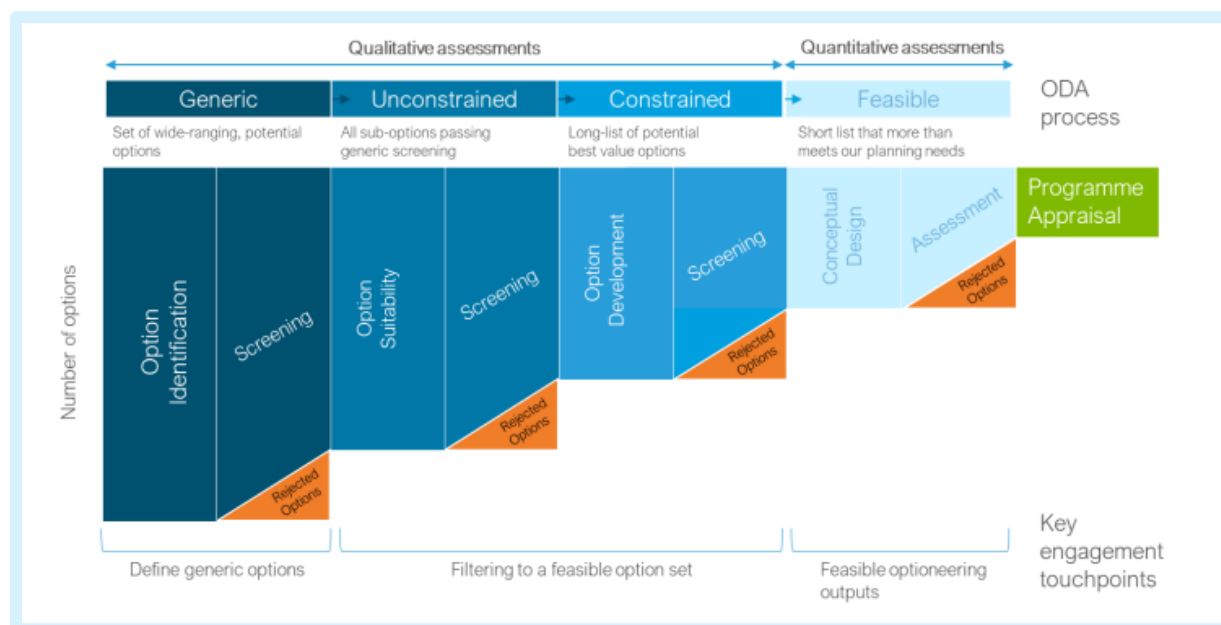 Qualitative assessments
Quantitative assessments
Generic
Unconstrained
Constrained
Feasible
ODA
process
Set of wide-ranging, potential
options
All sub-options passing
generic screening
Long-list of potential
best value options
Short list that more than
meets our planning needs
Number of options
Option
Identification
Screening
Rejected
Options
Option
Suitability
Screening
Rejected
Options
Option
Development
Screening
Rejected
Options
Conceptual
Design
Assessment
Rejected
Options
Programme
Appraisal
Define generic options
Filtering to a feasible option set
Feasible optioneering
outputs
Key
engagement
touchpoints